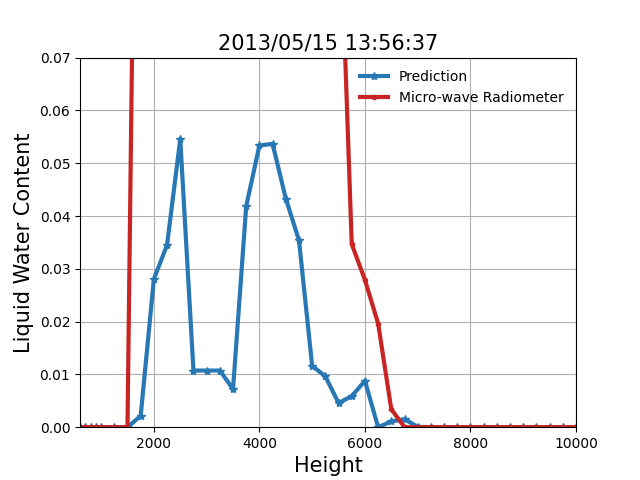 2013/05/15 13:56:37
Prediction
Micro-wave Radiometer
Liquid Water Content
0.07
0.06
0.05
0.04
0.03
0.02
0.01
0.00
2000 4000 6000 8000 10000
Height